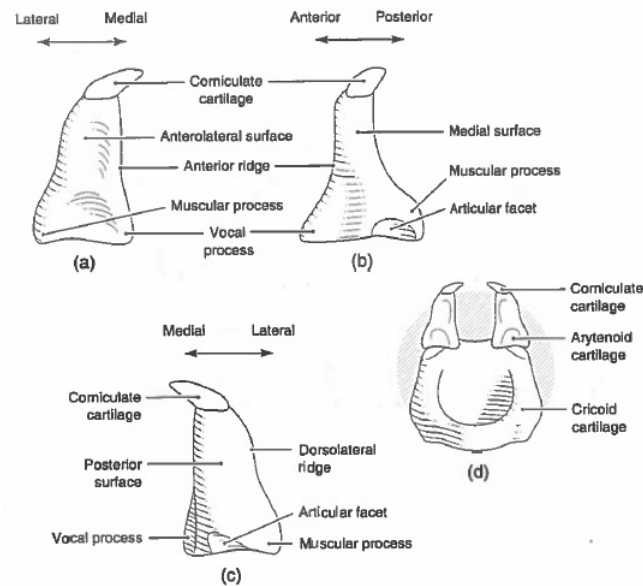 Lateral Medial
Anterior Posterior
Corniculate
cartilage
Anterolateral surface
Medial surface
Anterior ridge
Muscular process
Muscular process
Articular facet
Vocal
process
(a)
(b)
Corniculate
cartilage
Arytenoid
cartilage
Cricoid
cartilage
(d)
Medial Lateral
Corniculate
cartilage
Dorsolateral
ridge
Posterior
surface
Articular facet
Vocal process
Muscular process
(c)